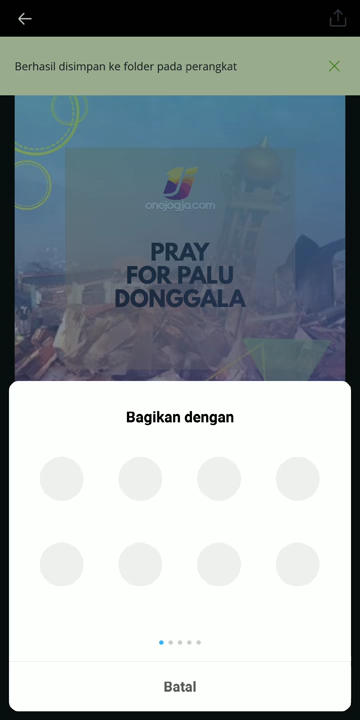 Berhasil disimpan ke folder pada perangkat
onejogja.com
PRAY
FOR PALU
DONGGALA
Bagikan dengan
Batal